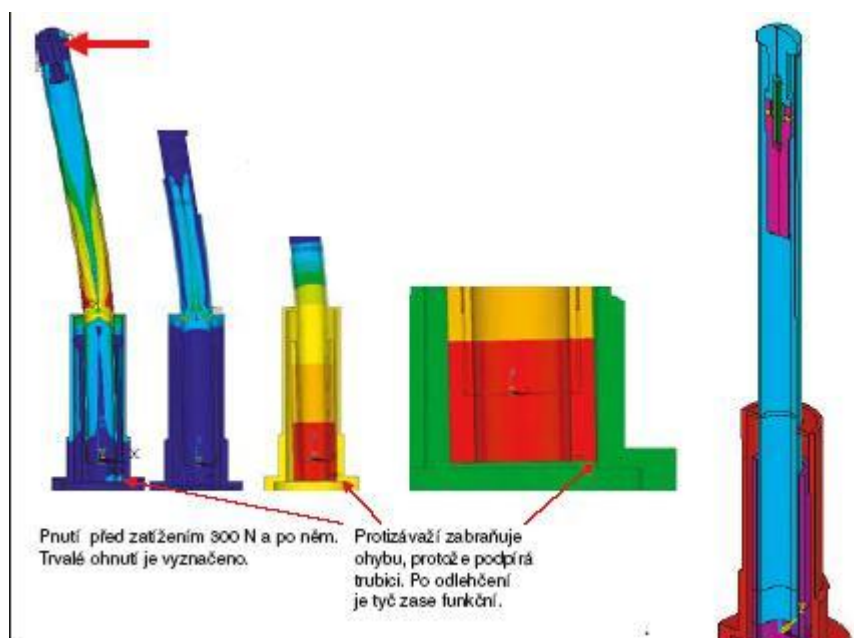 Pnutí před zatížením 300 N a po něm.
Trvalé ohnutí je vyznačeno.
Protizávaží zabraňuje
ohybu, protože podpírá
trubici. Po odlehčení
je tyč zase funkční.